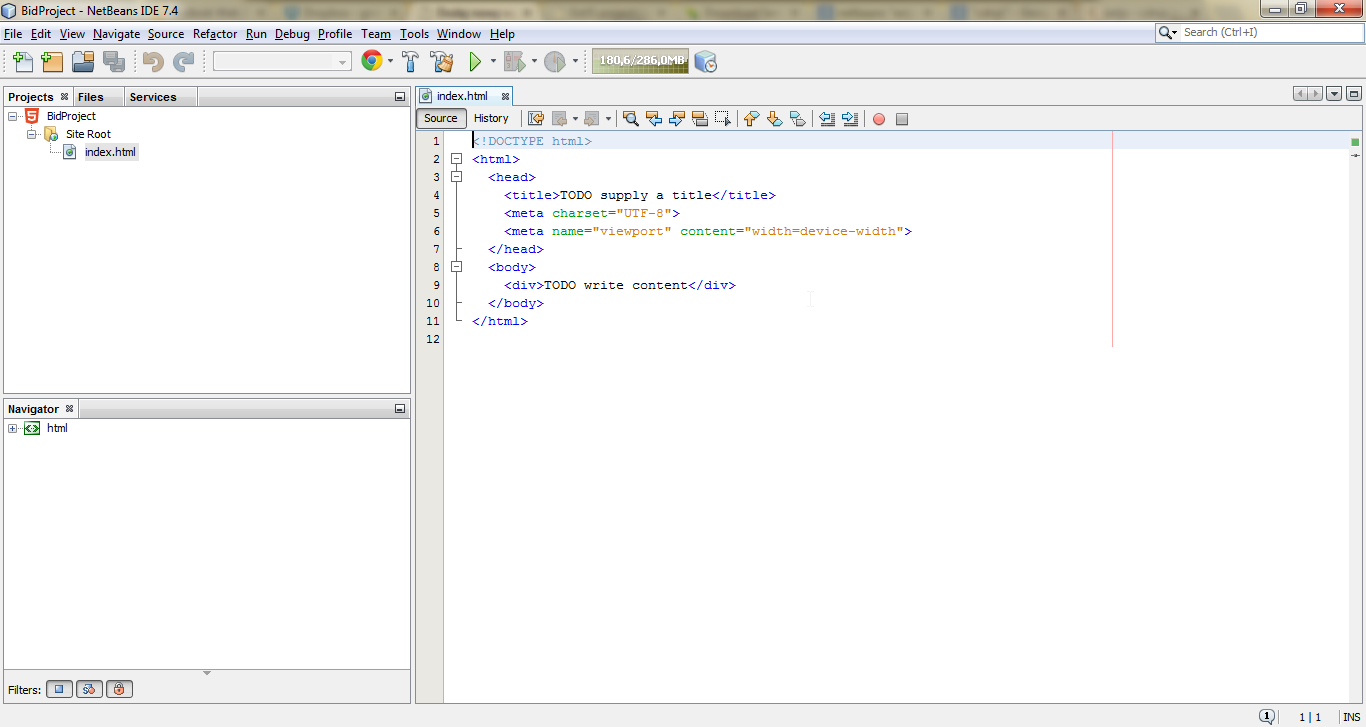 BidProject - NetBeans IDE 7.4
File Edit View Navigate Source Refactor Run Debug Profile Team Tools Window Help
Search (Ctrl+I)
180,6/286,0MB
Projects Files Services
BidProject
Site Root
index.html
Navigator
html
Filters:
index.html
Source History
1 <!DOCTYPE html>
2 <html>
3 <head>
4 <title>TODO supply a title</title>
5 <meta charset="UTF-8">
6 <meta name="viewport" content="width=device-width">
7 </head>
8 <body>
9 <div>TODO write content</div>
10 </body>
11 </html>
12
1 1 | 1 INS